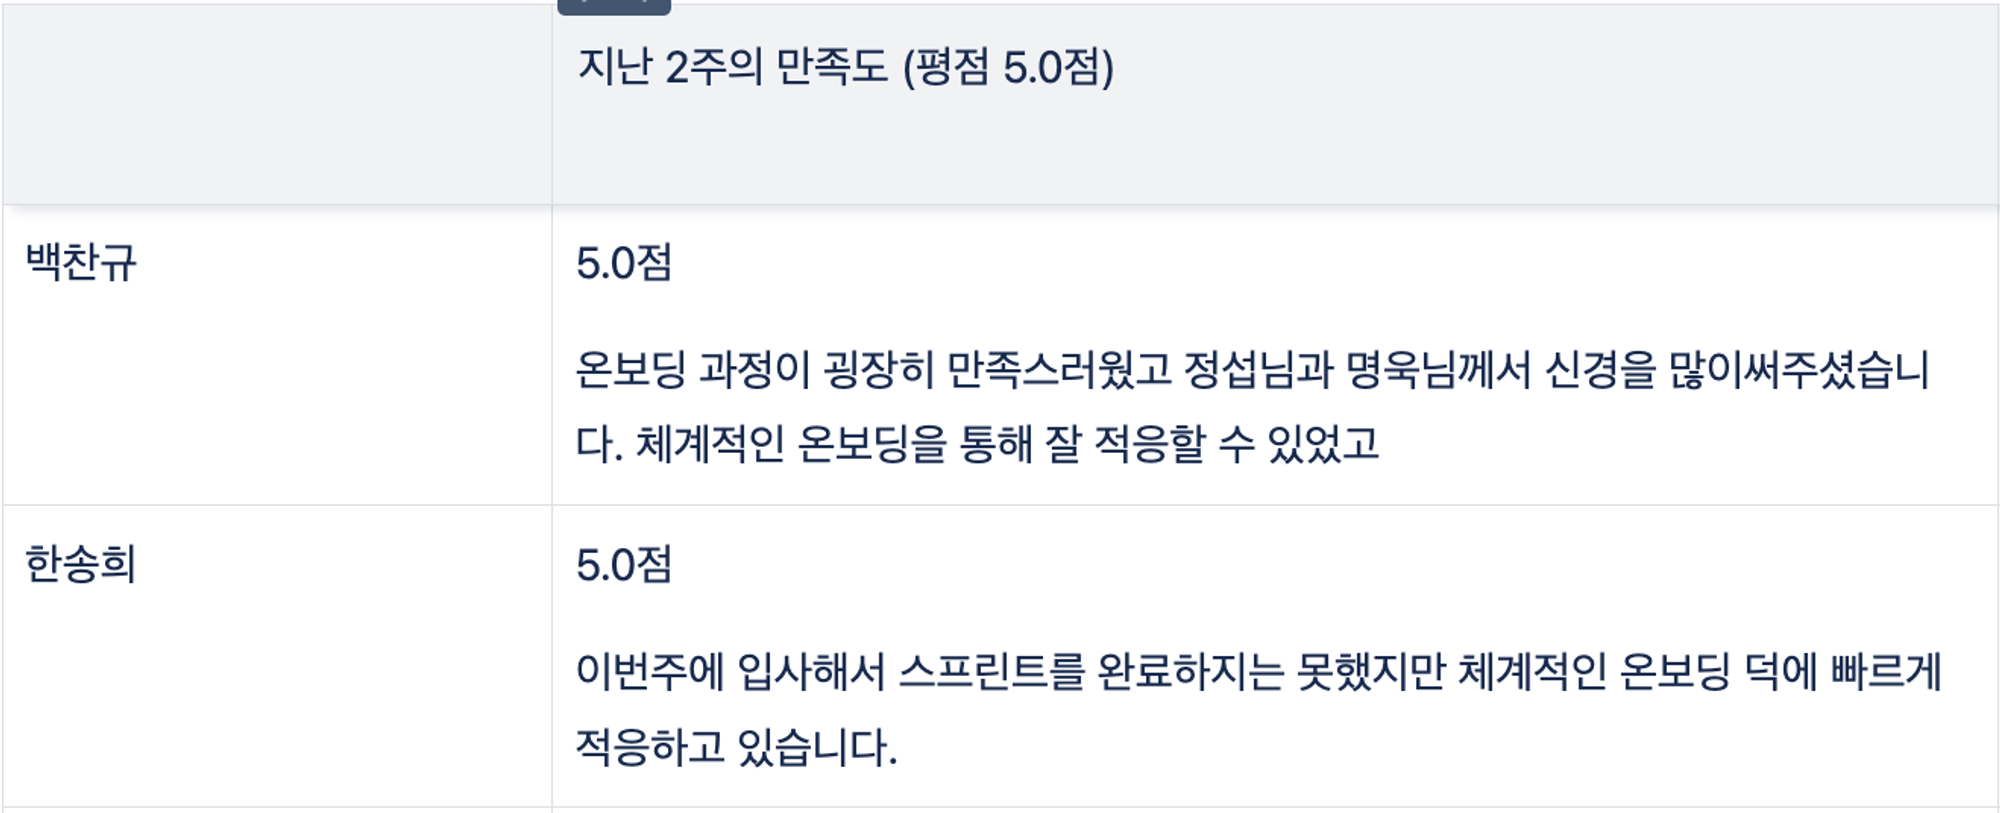 지난 2주의 만족도 (평점 5.0점)
백찬규
5.0점
온보딩 과정이 굉장히 만족스러웠고 정섭님과 명욱님께서 신경을 많이써주셨습니
다. 체계적인 온보딩을 통해 잘 적응할 수 있었고
한송희
5.0점
이번주에 입사해서 스프린트를 완료하지는 못했지만 체계적인 온보딩 덕에 빠르게
적응하고 있습니다.